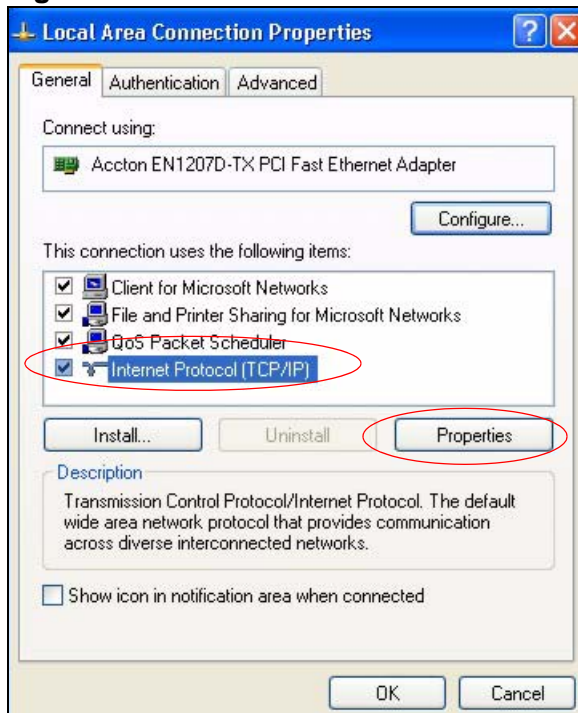 Local Area Connection Properties
General Authentication Advanced
Connect using:
Accton EN1207D-TX PCI Fast Ethernet Adapter
Configure...
This connection uses the following items:
Client for Microsoft Networks
File and Printer Sharing for Microsoft Networks
QoS Packet Scheduler
Internet Protocol (TCP/IP)
Install... Uninstall Properties
Description
Transmission Control Protocol/Internet Protocol. The default
wide area network protocol that provides communication
across diverse interconnected networks.
Show icon in notification area when connected
OK Cancel